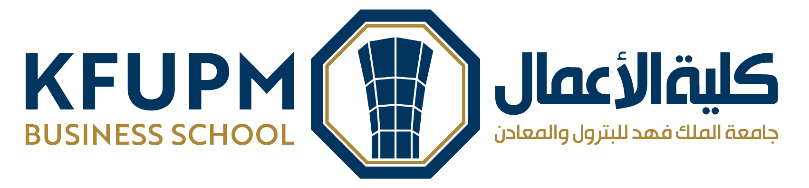 KFUPM
BUSINESS SCHOOL
كلية الأعمال
جامعة الملك فهد للبترول والمعادن